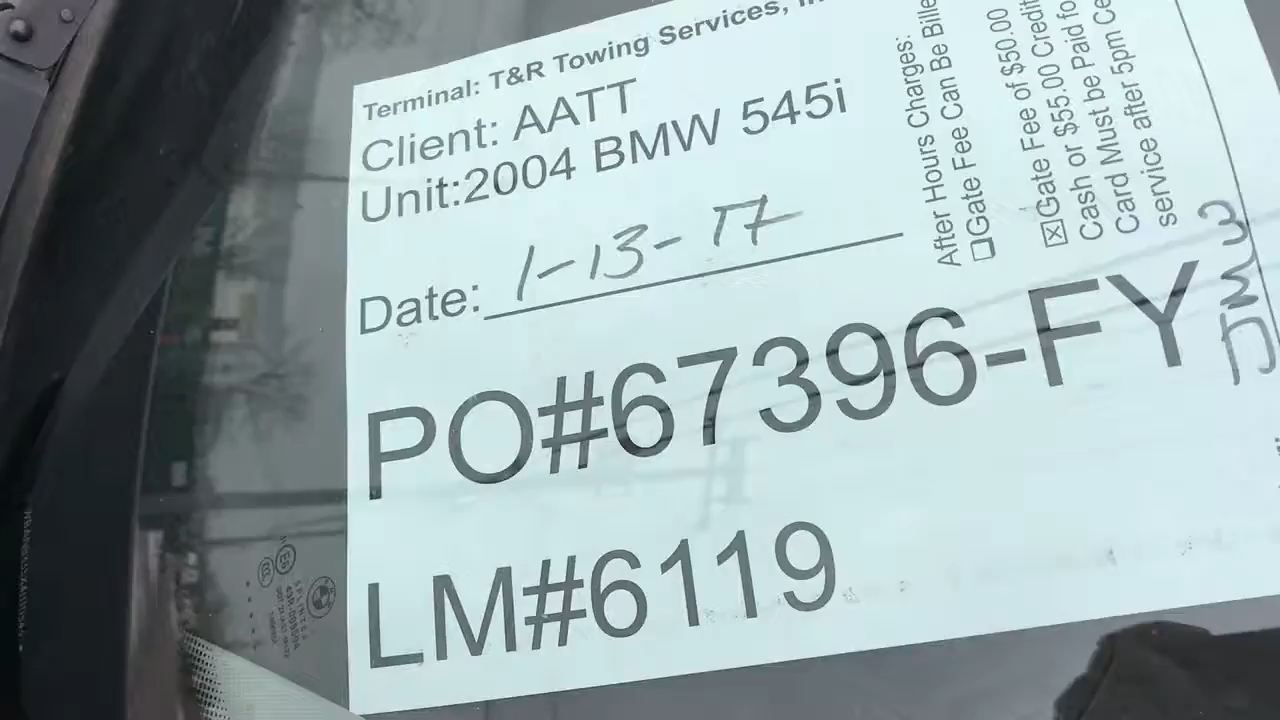 Terminal: T&R Towing Services,
Client: AATT
Unit:2004 BMW 545i
Date: 1-13-17
PO#67396-FY
LM#6119
After Hours Charges:
☐Gate Fee Can Be Bille
☒Gate Fee of $50.00
Cash or $55.00 Credit
Card Must be Paid fo
service after 5pm Ce
JMW